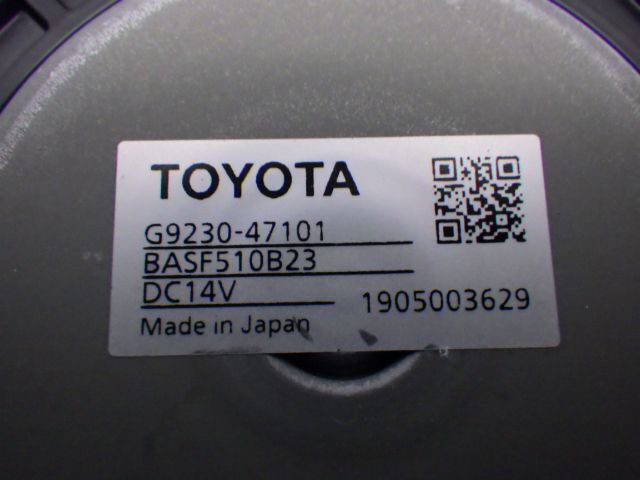 TOYOTA
G9230-47101
BASF510B23
DC14V
1905003629
Made in Japan